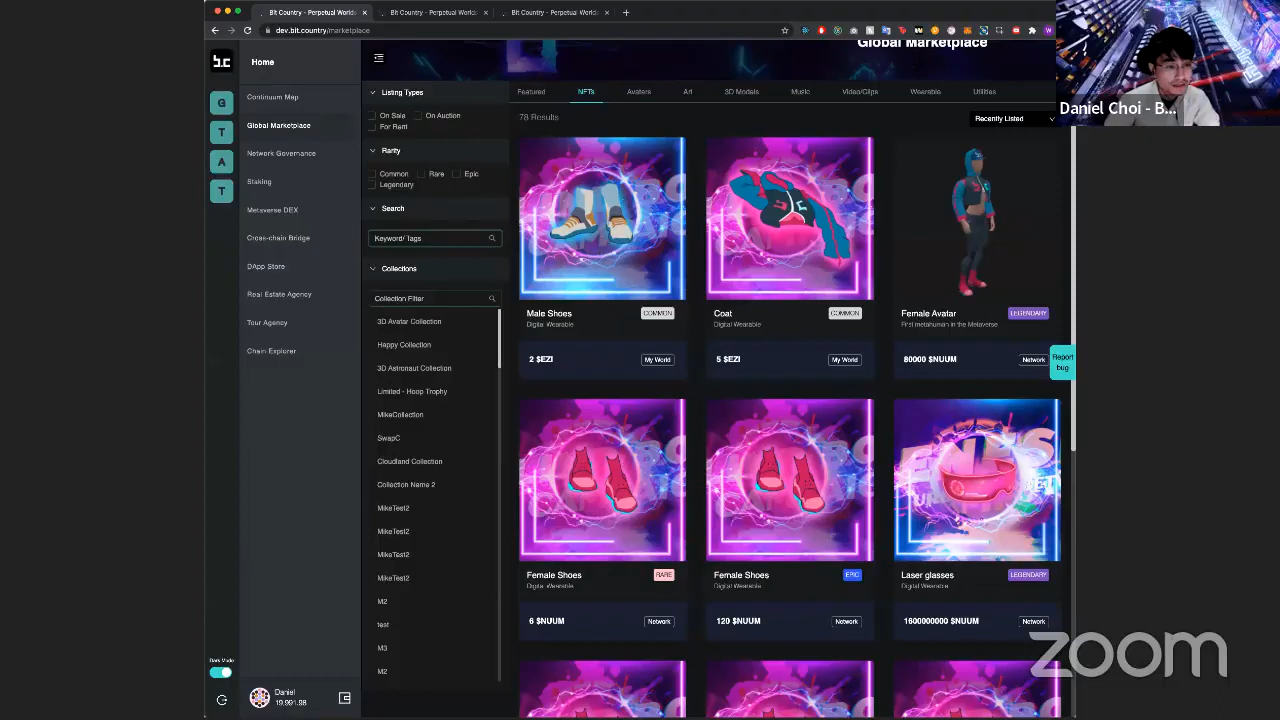 Bit Country - Perpetual Worlds
Bit Country - Perpetual Worlds
Bit Country - Perpetual Worlds
dev.bit.country/marketplace
Daniel Choi - B...
Home
Global Marketplace
G
T
A
T
Continuum Map
Global Marketplace
Network Governance
Staking
Metaverse DEX
Cross-chain Bridge
DApp Store
Real Estate Agency
Tour Agency
Chain Explorer
Dark Mode
Daniel
19,991.98
Listing Types
On Sale
On Auction
For Rent
Rarity
Common
Rare
Epic
Legendary
Search
Keyword/Tags
Collections
Collection Filter
3D Avatar Collection
Happy Collection
3D Astronaut Collection
Limited - Hoop Trophy
MikeCollection
SwapC
Cloudland Collection
Collection Name 2
MikeTest2
MikeTest2
MikeTest2
MikeTest2
M2
test
M3
M2
Featured
NFTs
Avatars
Art
3D Models
Music
Video/Clips
Wearable
Utilities
78 Results
Recently Listed
Male Shoes
COMMON
Digital Wearable
2 $EZI
My World
Coat
COMMON
Digital Wearable
5 $EZI
My World
Female Avatar
LEGENDARY
First metahuman in the Metaverse
80000 $NUUM
Network
Report bug
Female Shoes
RARE
Digital Wearable
6 $NUUM
Network
Female Shoes
EPIC
Digital Wearable
120 $NUUM
Network
Laser glasses
LEGENDARY
Digital Wearable
1600000000 $NUUM
Network
zoom